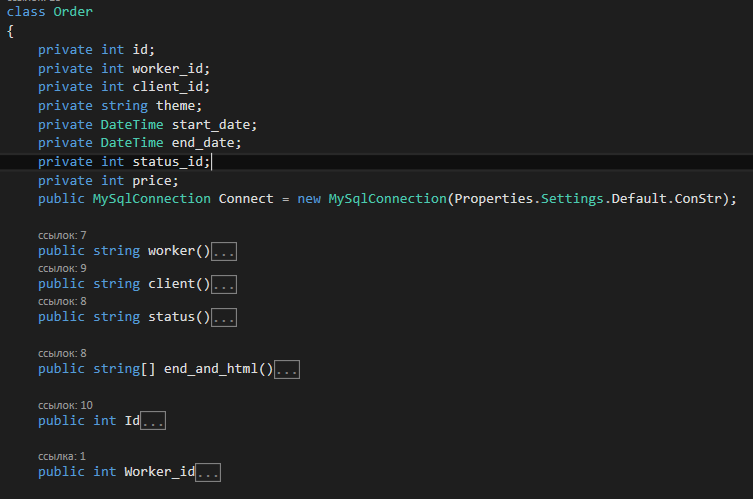 class Order
{
private int id;
private int worker_id;
private int client_id;
private string theme;
private DateTime start_date;
private DateTime end_date;
private int status_id;
private int price;
public MySqlConnection Connect = new MySqlConnection(Properties.Settings.Default.ConStr);
ссылок: 7
public string worker()...
ссылок: 9
public string client()...
ссылок: 8
public string status()...
ссылок: 8
public string[] end_and_html()...
ссылок: 10
public int Id...
ссылка: 1
public int Worker_id...